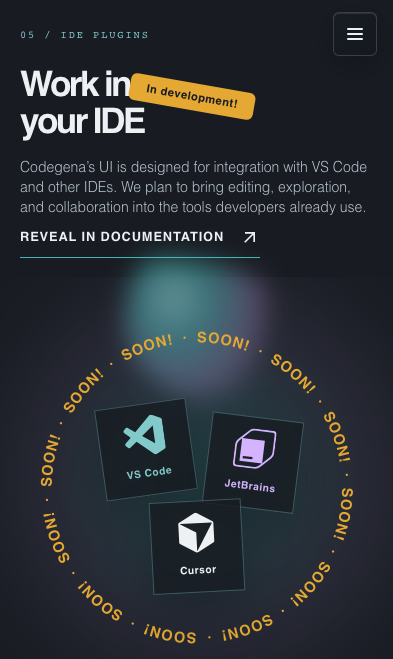 05 / IDE PLUGINS
Work in
In development!
your IDE
Codegena's UI is designed for integration with VS Code
and other IDEs. We plan to bring editing, exploration,
and collaboration into the tools developers already use.
REVEAL IN DOCUMENTATION
SOON! · SOON! · SOON! · SOON! · SOON! · SOON! · SOON! · SOON! · SOON! · SOON! · SOON! · SOON! ·
VS Code
JetBrains
Cursor